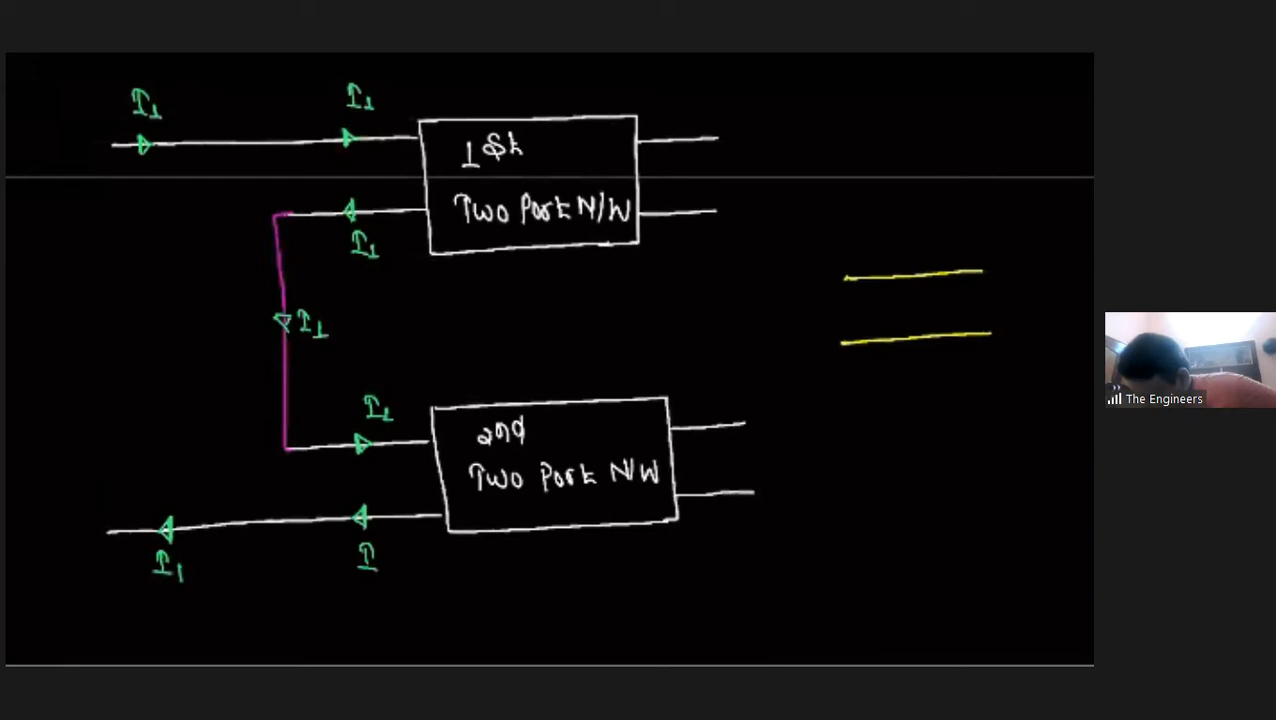 I1
I1
1st
Two Port N/W
I1
I1
I1
2nd
Two Port N/W
I1
I
The Engineers